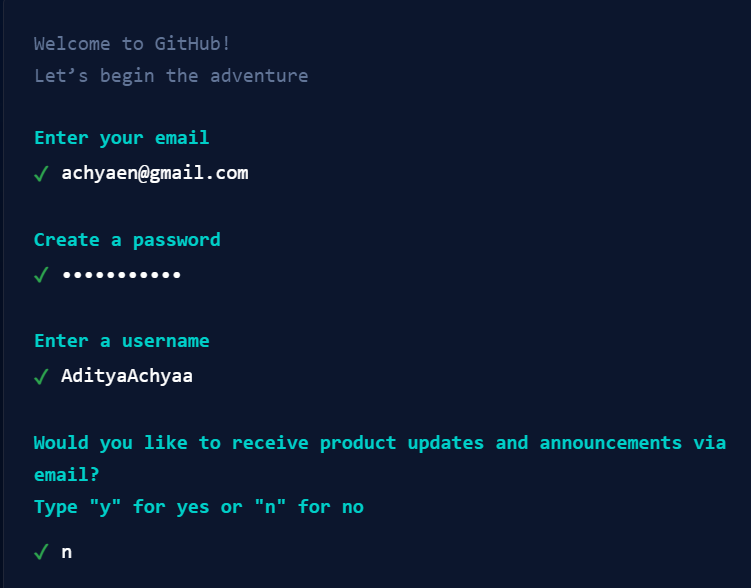 Welcome to GitHub!
Let’s begin the adventure
Enter your email
✓ achyaen@gmail.com
Create a password
✓ •••••••••••
Enter a username
✓ AdityaAchyaa
Would you like to receive product updates and announcements via
email?
Type "y" for yes or "n" for no
✓ n